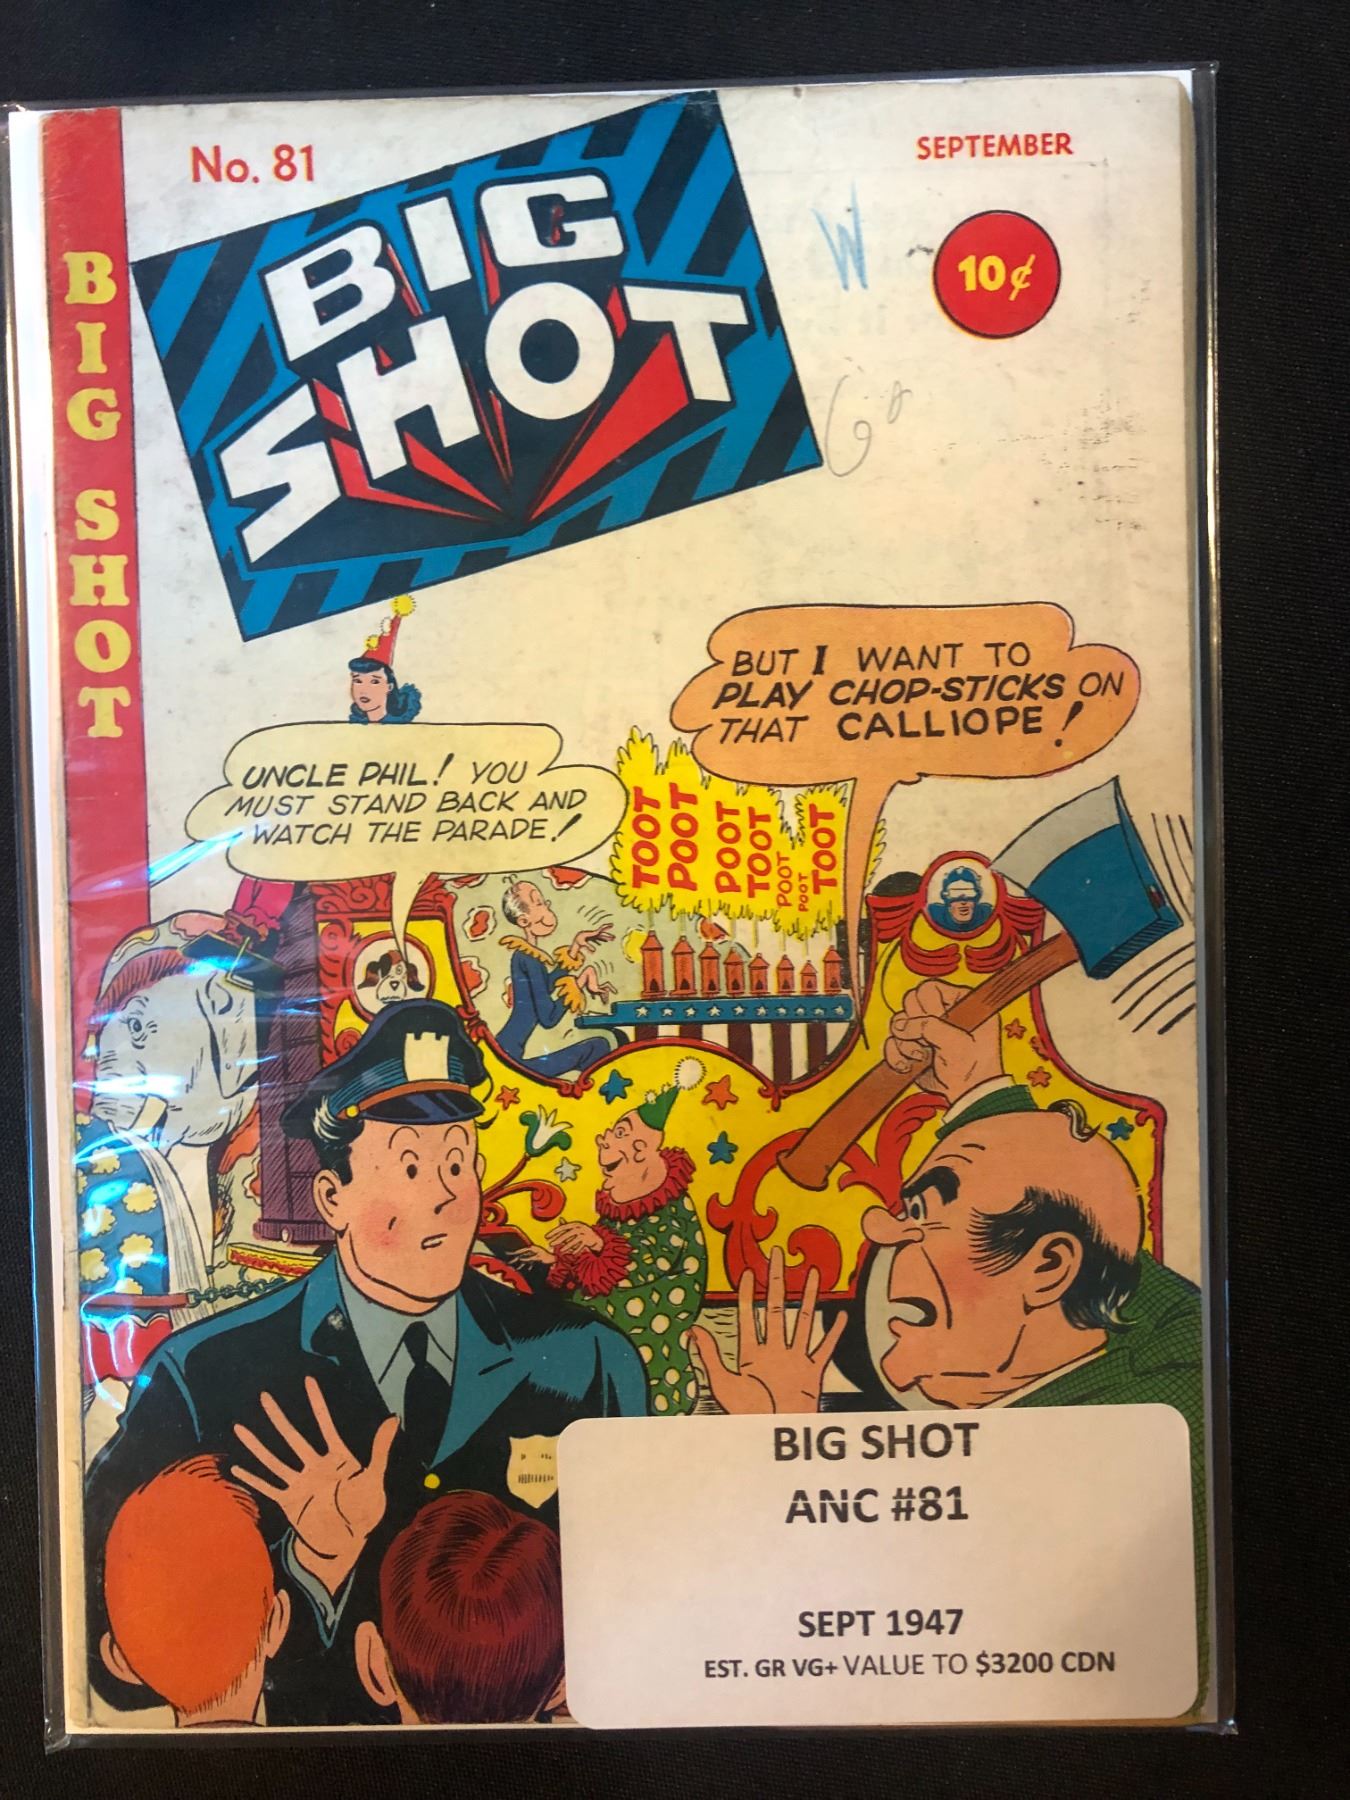 No. 81
SEPTEMBER
BIG
SHOT
W
10¢
BIG SHOT
BUT I WANT TO
PLAY CHOP-STICKS ON
THAT CALLIOPE!
UNCLE PHIL! YOU
MUST STAND BACK AND
WATCH THE PARADE!
TOOT
POOT
POOT
TOOT
POOT
POOT
TOOT
BIG SHOT
ANC #81
SEPT 1947
EST. GR VG+ VALUE TO $3200 CDN